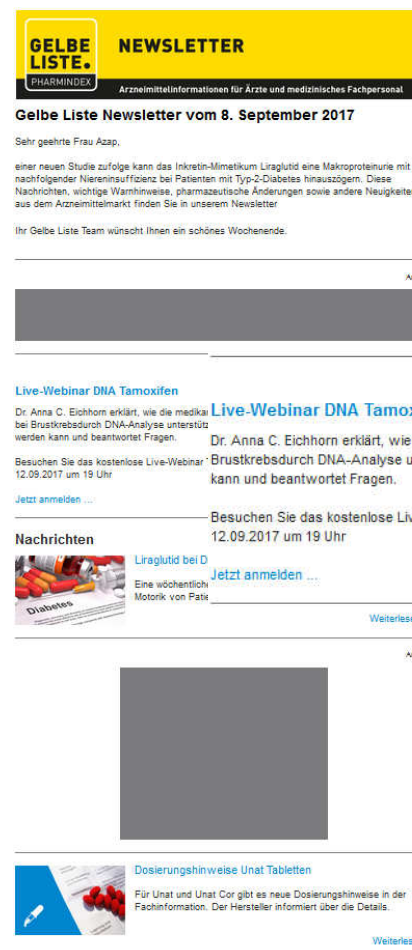 GELBE
LISTE.
PHARMINDEX
NEWSLETTER
Arzneimittelinformationen für Ärzte und medizinisches Fachpersonal
Gelbe Liste Newsletter vom 8. September 2017
Sehr geehrte Frau Azap,
einer neuen Studie zufolge kann das Inkretin-Mimetikum Liraglutid eine Makroproteinurie mit
nachfolgender Niereninsuffizienz bei Patienten mit Typ-2-Diabetes hinauszögern. Diese
Nachrichten, wichtige Warnhinweise, pharmazeutische Änderungen sowie andere Neuigkeite
aus dem Arzneimittelmarkt finden Sie in unserem Newsletter
Ihr Gelbe Liste Team wünscht Ihnen ein schönes Wochenende.
Live-Webinar DNA Tamoxifen
Dr. Anna C. Eichhorn erklärt, wie die medika
bei Brustkrebsdurch DNA-Analyse unterstütz
werden kann und beantwortet Fragen.
Besuchen Sie das kostenlose Live-Webinar
12.09.2017 um 19 Uhr
Jetzt anmelden ...
Live-Webinar DNA Tamox
Dr. Anna C. Eichhorn erklärt, wie
Brustkrebsdurch DNA-Analyse u
kann und beantwortet Fragen.
Besuchen Sie das kostenlose Liv
12.09.2017 um 19 Uhr
Jetzt anmelden ...
Nachrichten
Diabetes
Liraglutid bei D
Eine wöchentliche
Motorik von Patie
Weiterlese
Dosierungshinweise Unat Tabletten
Für Unat und Unat Cor gibt es neue Dosierungshinweise in der
Fachinformation. Der Hersteller informiert über die Details.
Weiterles